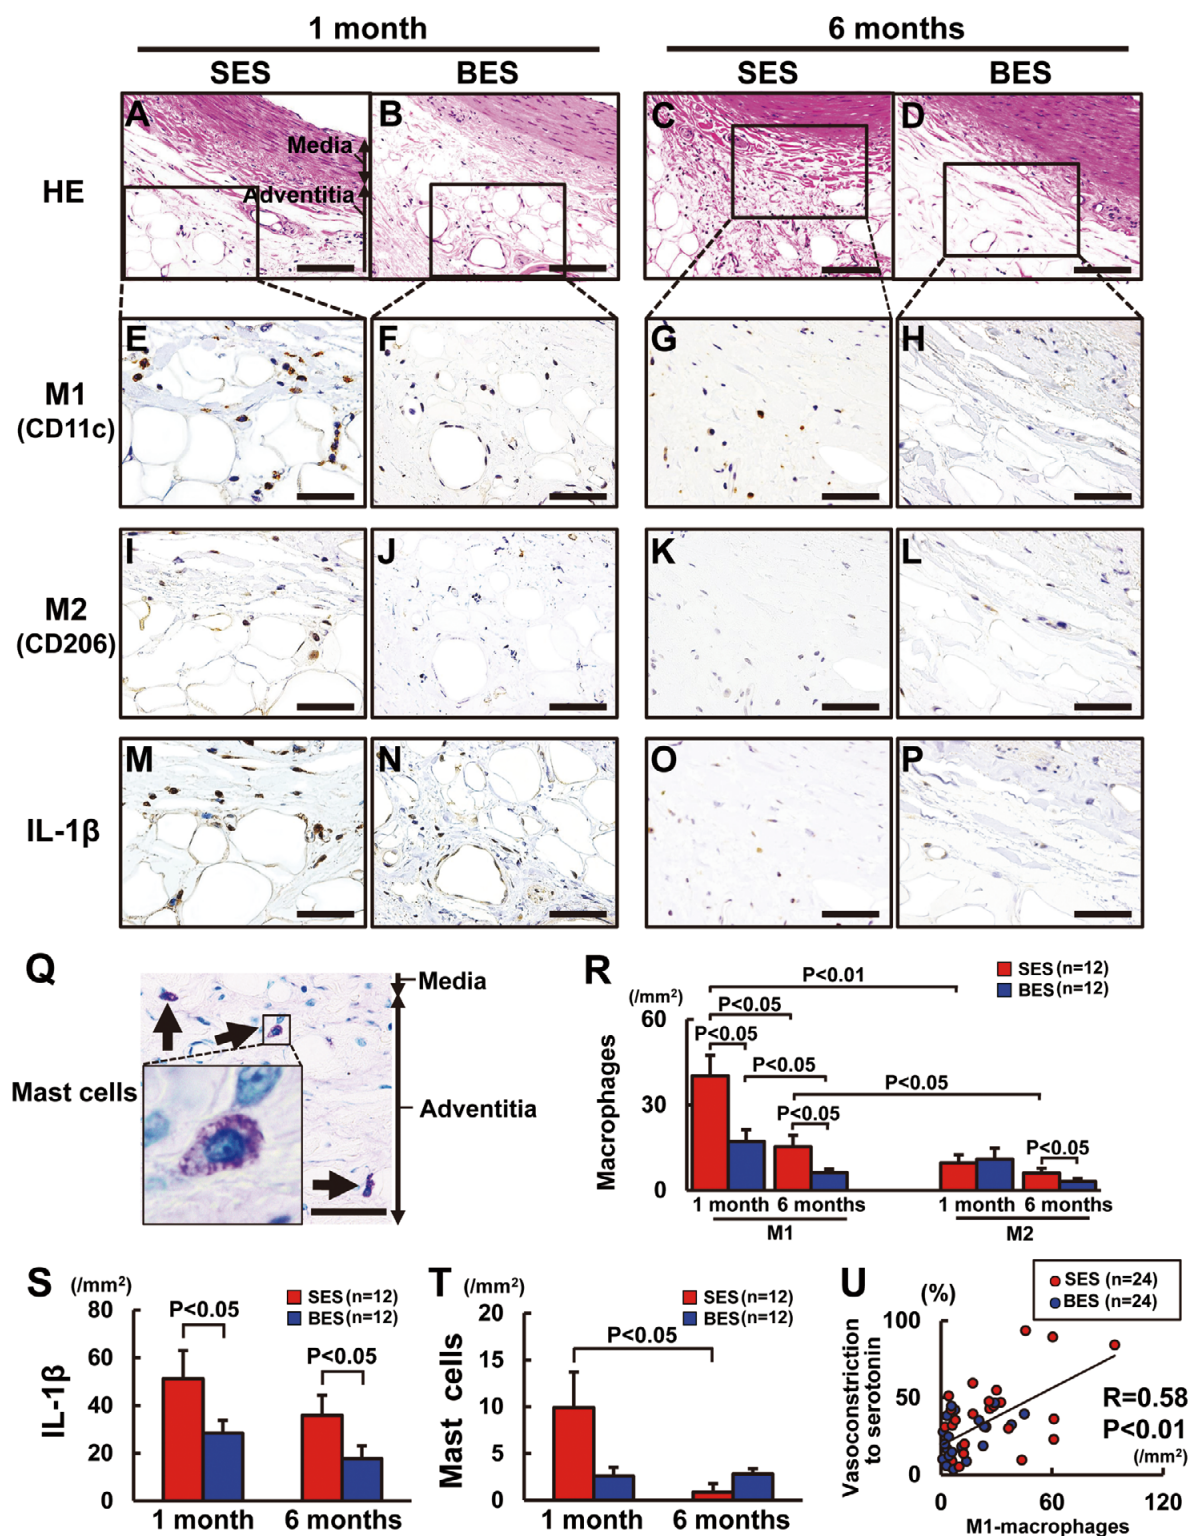 1 month
6 months
SES
BES
SES
BES
HE
A
B
C
D
Media
Adventitia
M1
(CD11c)
E
F
G
H
M2
(CD206)
I
J
K
L
IL-1β
M
N
O
P
Q
Media
Mast cells
Adventitia
R
SES (n=12)
BES (n=12)
(/mm²)
Macrophages
60
30
0
P<0.01
P<0.05
P<0.05
P<0.05
P<0.05
P<0.05
P<0.05
1 month 6 months
1 month 6 months
M1
M2
S
(/mm²)
SES (n=12)
BES (n=12)
IL-1β
80
60
40
20
0
P<0.05
P<0.05
1 month 6 months
T
(/mm²)
SES (n=12)
BES (n=12)
Mast cells
20
15
10
5
0
P<0.05
1 month 6 months
U
(%)
SES (n=24)
BES (n=24)
Vasoconstriction
to serotonin
100
50
0
R=0.58
P<0.01
(/mm²)
0 60 120
M1-macrophages